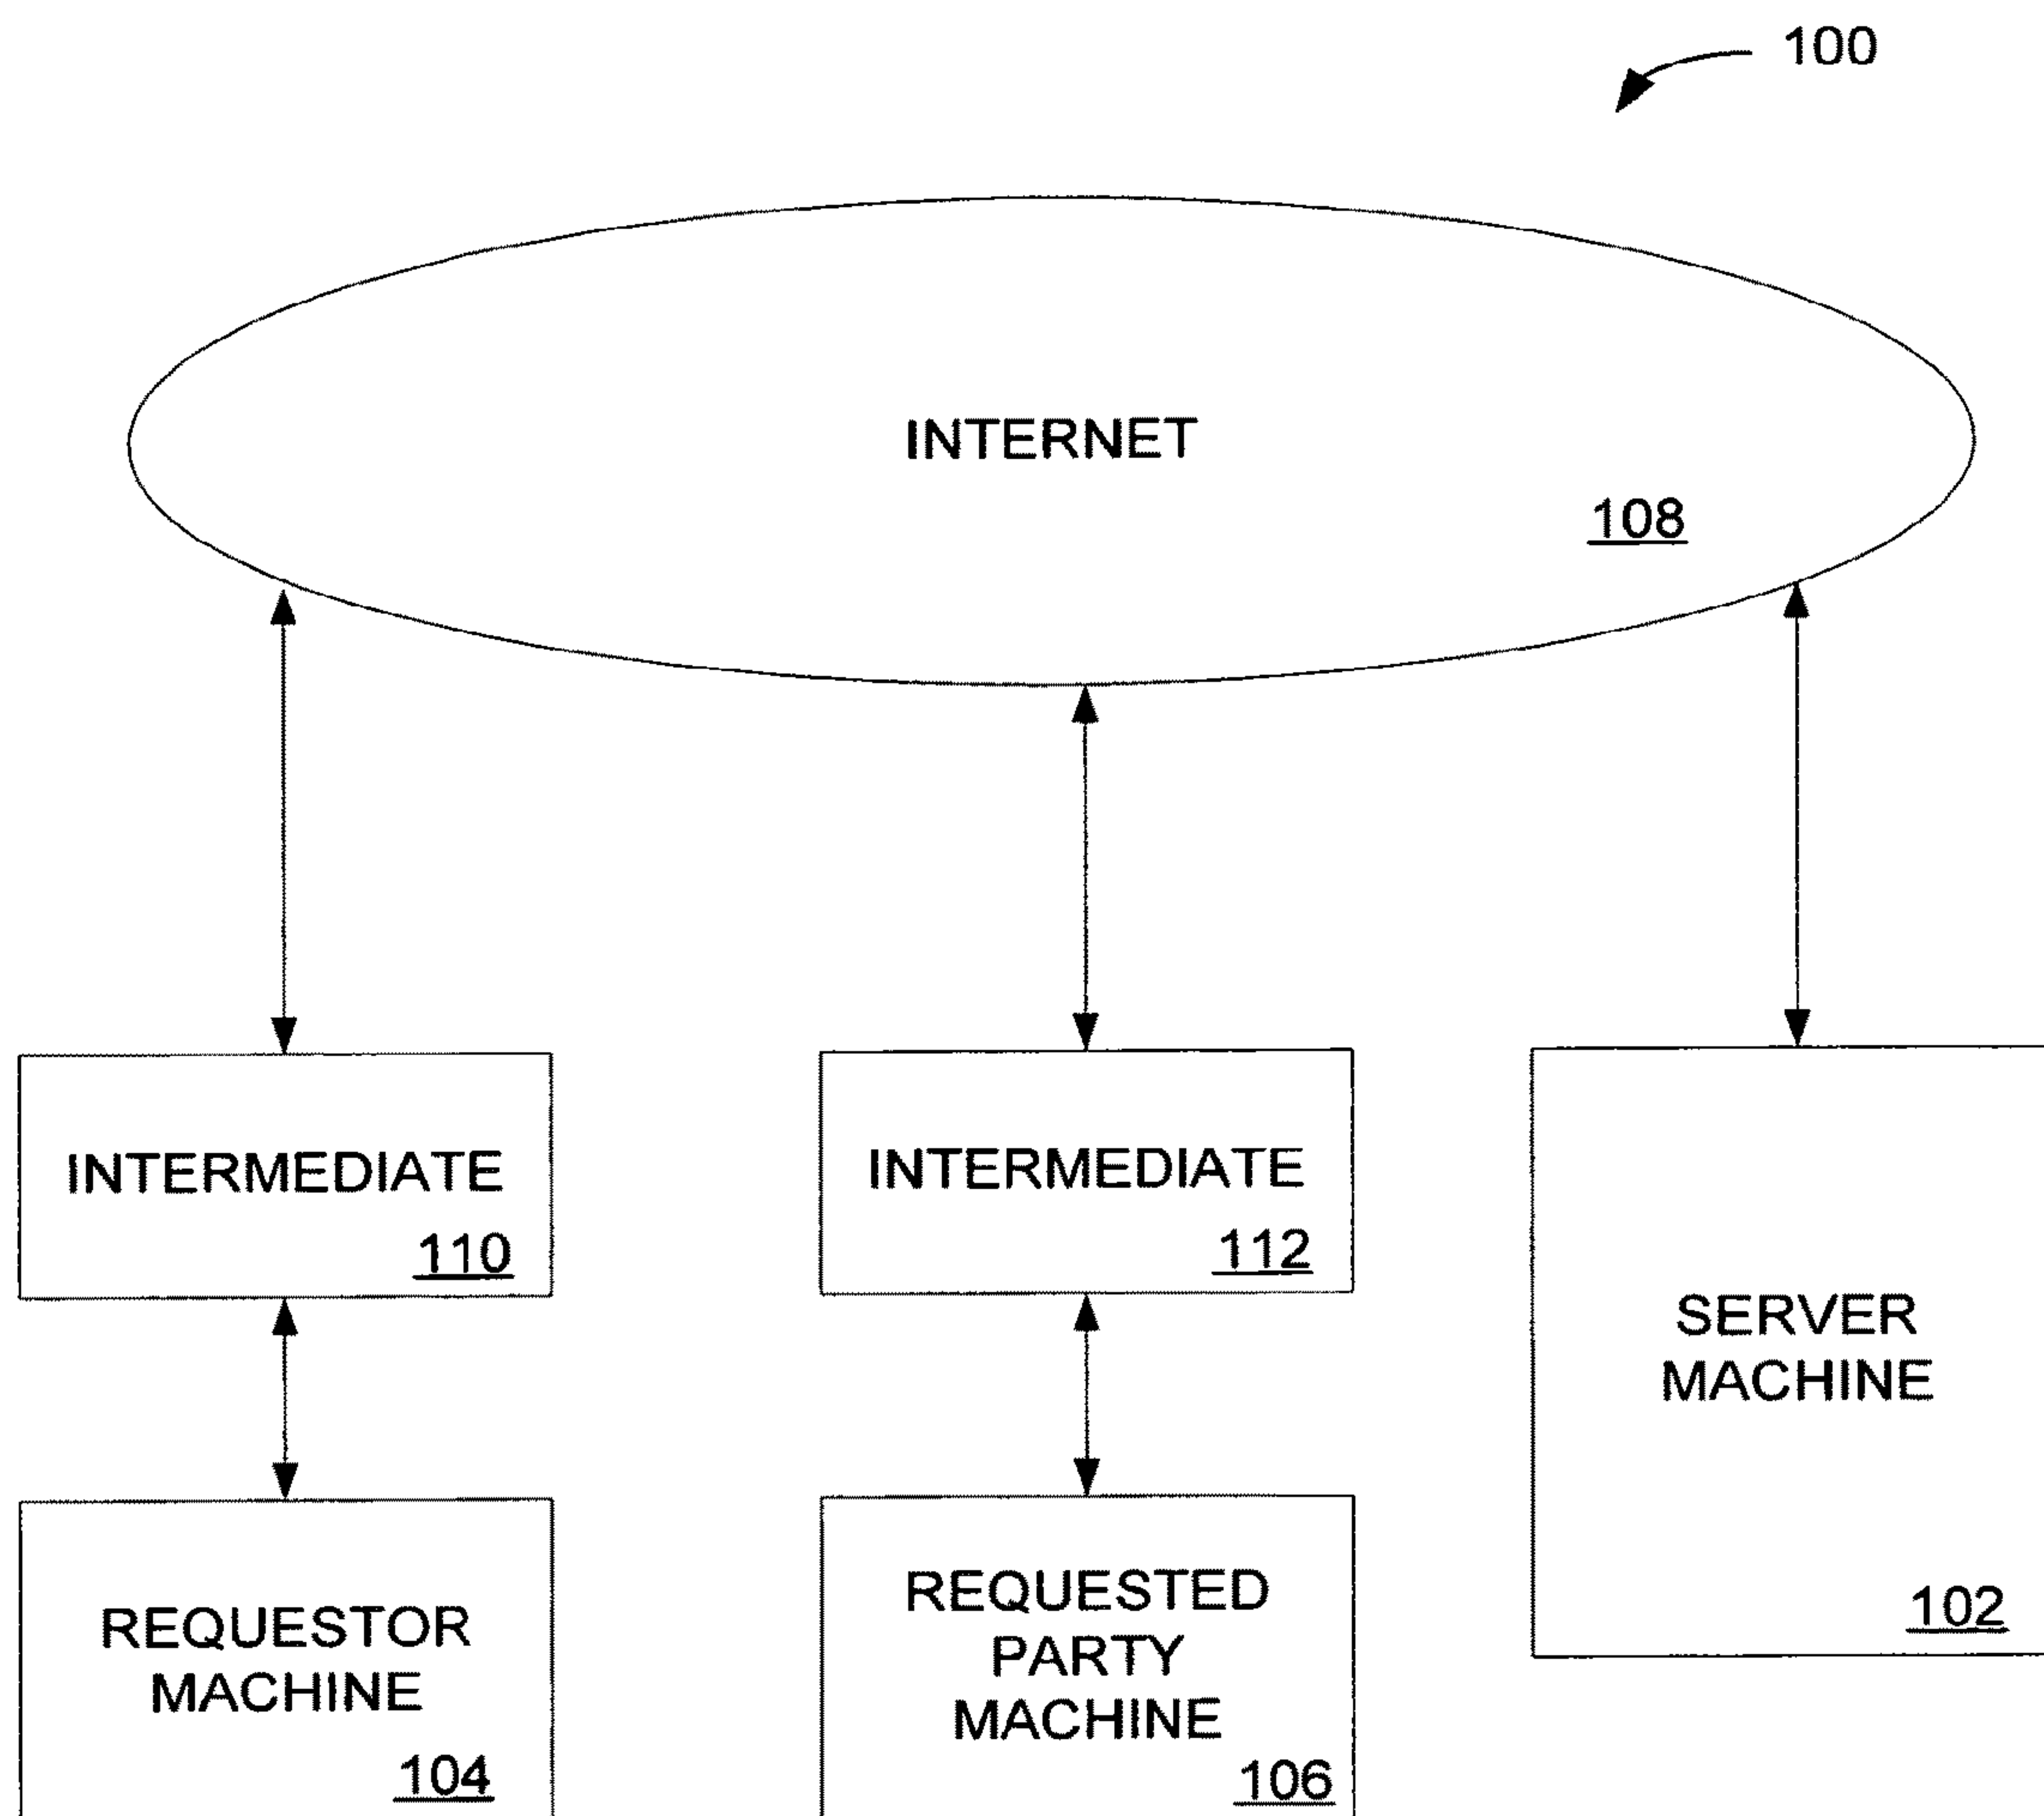 100
INTERNET
108
INTERMEDIATE
110
INTERMEDIATE
112
SERVER
MACHINE
102
REQUESTOR
MACHINE
104
REQUESTED
PARTY
MACHINE
106